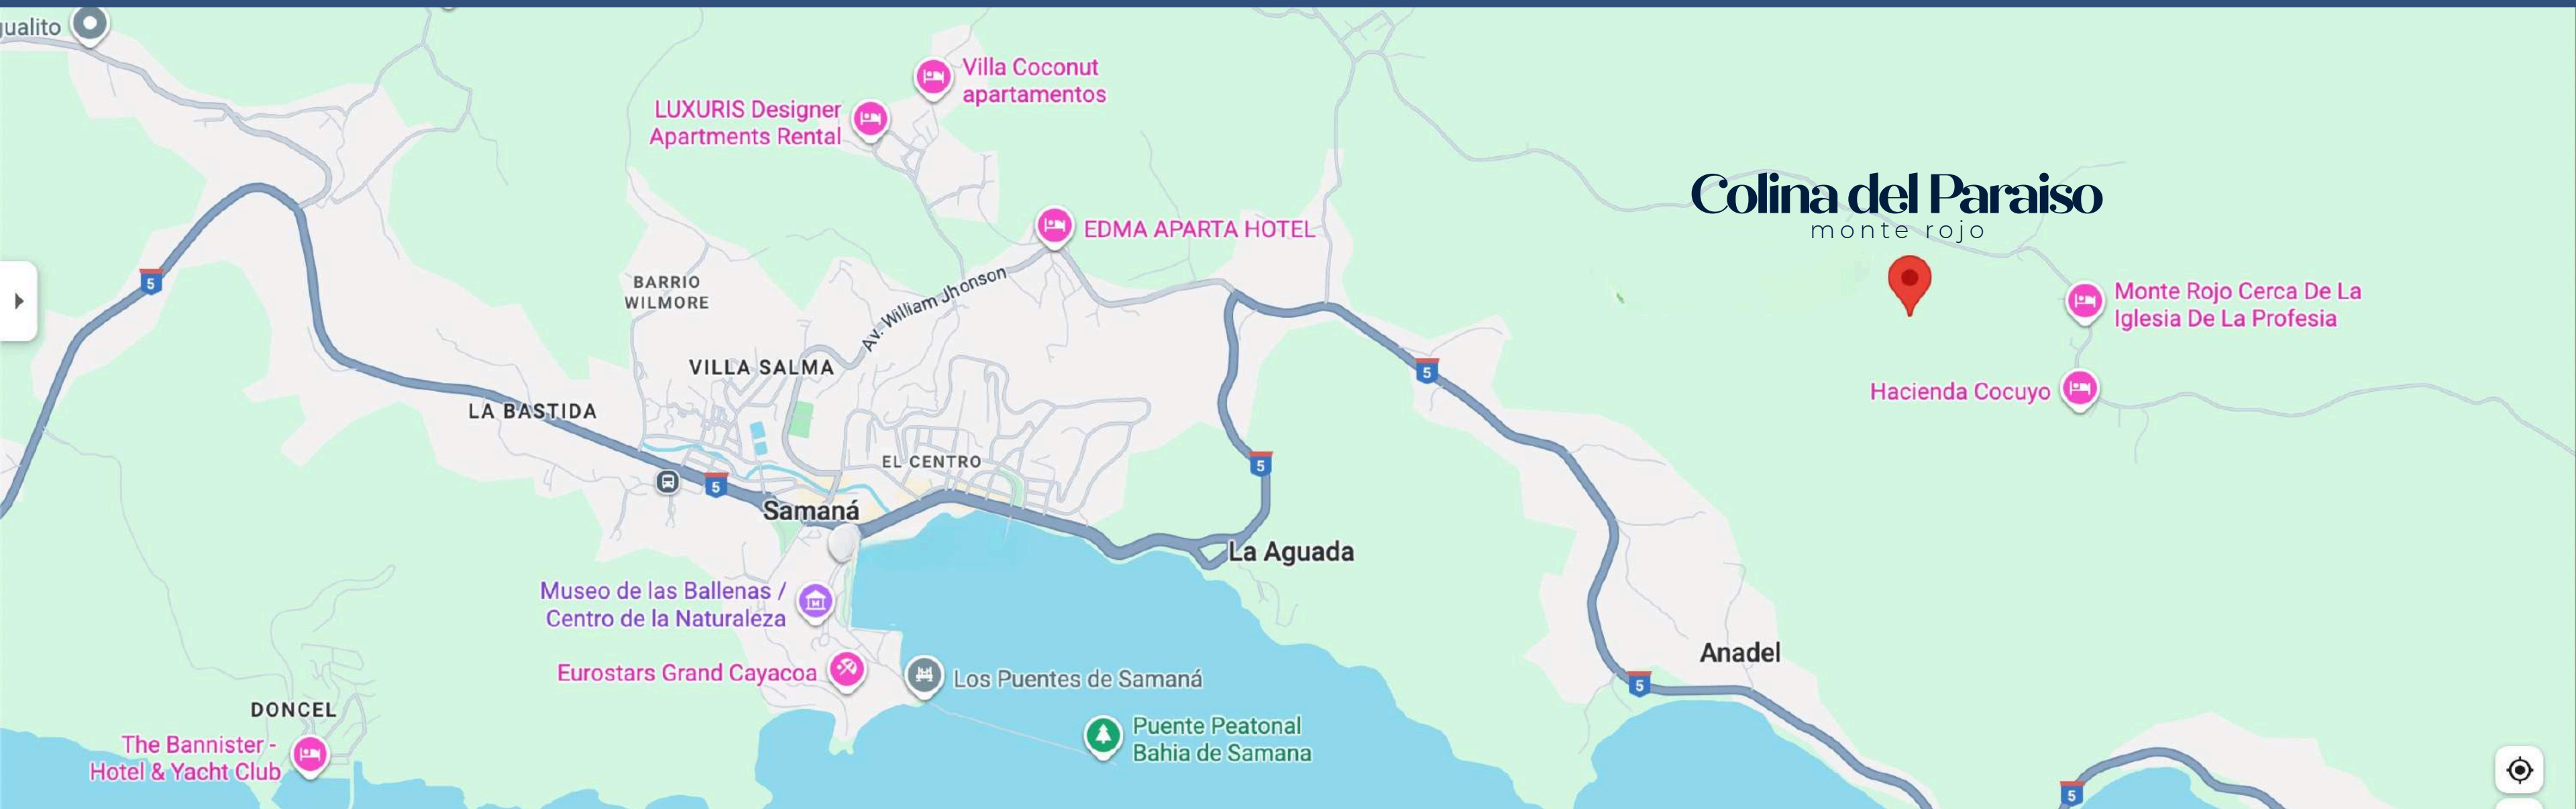 gualito
Villa Coconut
apartamentos
LUXURIS Designer
Apartments Rental
Colina del Paraiso
monte rojo
EDMA APARTA HOTEL
5
BARRIO
WILMORE
Av. William Jhonson
Monte Rojo Cerca De La
Iglesia De La Profesia
VILLA SALMA
5
Hacienda Cocuyo
LA BASTIDA
EL CENTRO
5
5
Samaná
La Aguada
Museo de las Ballenas /
Centro de la Naturaleza
Anadel
Eurostars Grand Cayacoa
Los Puentes de Samaná
5
DONCEL
Puente Peatonal
Bahia de Samana
The Bannister -
Hotel & Yacht Club
5